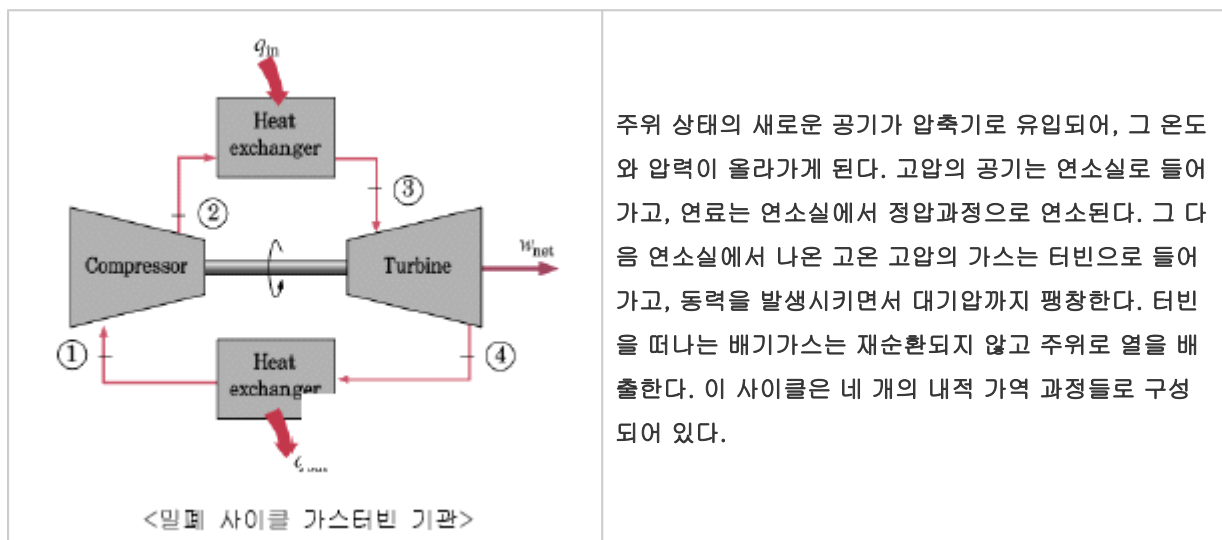 qin
Heat
exchanger
②
③
Compressor
Turbine
wnet
①
④
Heat
exchanger
<밀폐 사이클 가스터빈 기관>
주위 상태의 새로운 공기가 압축기로 유입되어, 그 온도
와 압력이 올라가게 된다. 고압의 공기는 연소실로 들어
가고, 연료는 연소실에서 정압과정으로 연소된다. 그 다
음 연소실에서 나온 고온 고압의 가스는 터빈으로 들어
가고, 동력을 발생시키면서 대기압까지 팽창한다. 터빈
을 떠나는 배기가스는 재순환되지 않고 주위로 열을 배
출한다. 이 사이클은 네 개의 내적 가역 과정들로 구성
되어 있다.